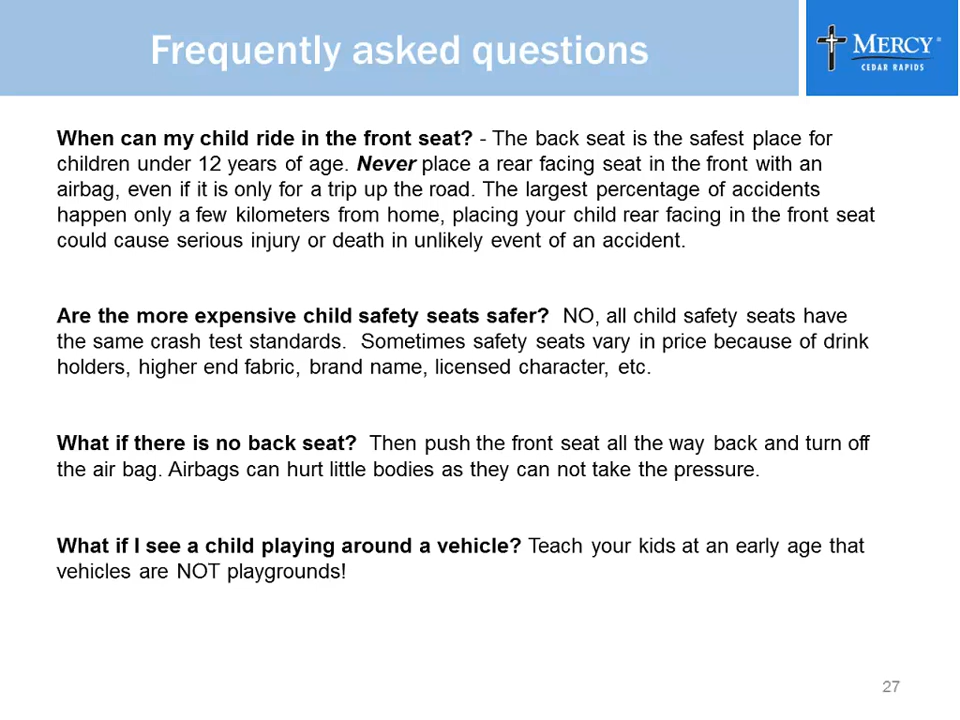 Frequently asked questions
MERCY®
CEDAR RAPIDS
When can my child ride in the front seat? - The back seat is the safest place for
children under 12 years of age. Never place a rear facing seat in the front with an
airbag, even if it is only for a trip up the road. The largest percentage of accidents
happen only a few kilometers from home, placing your child rear facing in the front seat
could cause serious injury or death in unlikely event of an accident.
Are the more expensive child safety seats safer?  NO, all child safety seats have
the same crash test standards.  Sometimes safety seats vary in price because of drink
holders, higher end fabric, brand name, licensed character, etc.
What if there is no back seat?  Then push the front seat all the way back and turn off
the air bag. Airbags can hurt little bodies as they can not take the pressure.
What if I see a child playing around a vehicle? Teach your kids at an early age that
vehicles are NOT playgrounds!
27